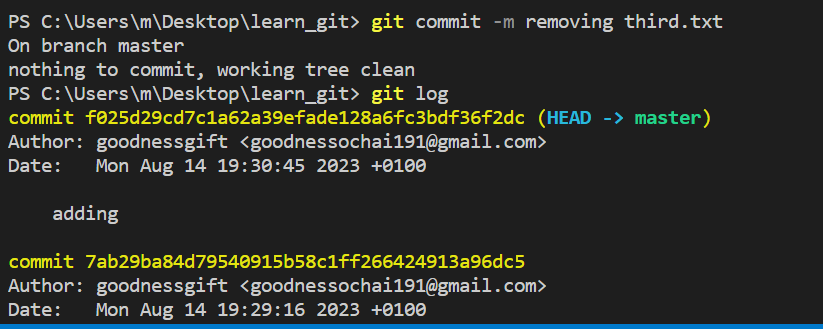 PS C:\Users\m\Desktop\learn_git> git commit -m removing third.txt
On branch master
nothing to commit, working tree clean
PS C:\Users\m\Desktop\learn_git> git log
commit f025d29cd7c1a62a39efade128a6fc3bdf36f2dc (HEAD -> master)
Author: goodnessgift <goodnessochai191@gmail.com>
Date:   Mon Aug 14 19:30:45 2023 +0100
    adding
commit 7ab29ba84d79540915b58c1ff266424913a96dc5
Author: goodnessgift <goodnessochai191@gmail.com>
Date:   Mon Aug 14 19:29:16 2023 +0100